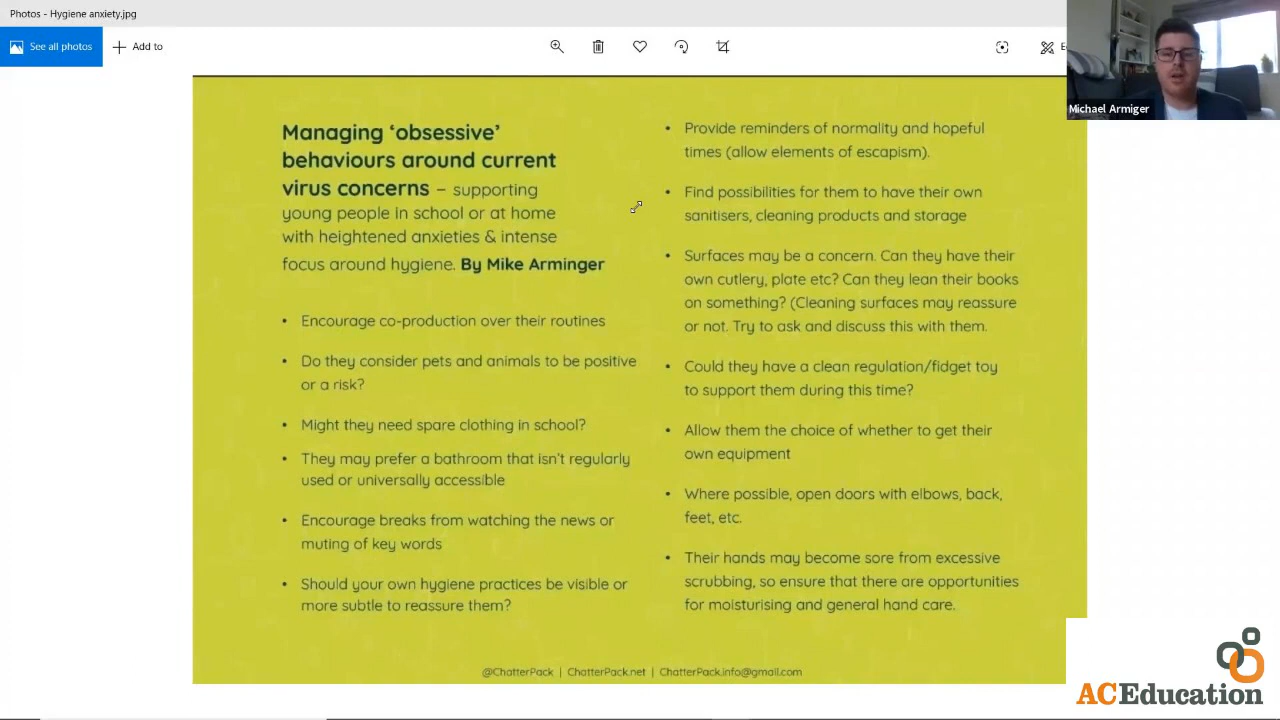 Photos - Hygiene anxiety.jpg
See all photos
Add to
Michael Armiger
Managing ‘obsessive’
behaviours around current
virus concerns – supporting
young people in school or at home
with heightened anxieties & intense
focus around hygiene. By Mike Arminger
• Encourage co-production over their routines
• Do they consider pets and animals to be positive
or a risk?
• Might they need spare clothing in school?
• They may prefer a bathroom that isn’t regularly
used or universally accessible
• Encourage breaks from watching the news or
muting of key words
• Should your own hygiene practices be visible or
more subtle to reassure them?
• Provide reminders of normality and hopeful
times (allow elements of escapism).
• Find possibilities for them to have their own
sanitisers, cleaning products and storage
• Surfaces may be a concern. Can they have their
own cutlery, plate etc? Can they lean their books
on something? (Cleaning surfaces may reassure
or not. Try to ask and discuss this with them.
• Could they have a clean regulation/fidget toy
to support them during this time?
• Allow them the choice of whether to get their
own equipment
• Where possible, open doors with elbows, back,
feet, etc.
• Their hands may become sore from excessive
scrubbing, so ensure that there are opportunities
for moisturising and general hand care.
@ChatterPack | ChatterPack.net | ChatterPack.info@gmail.com
ACEducation